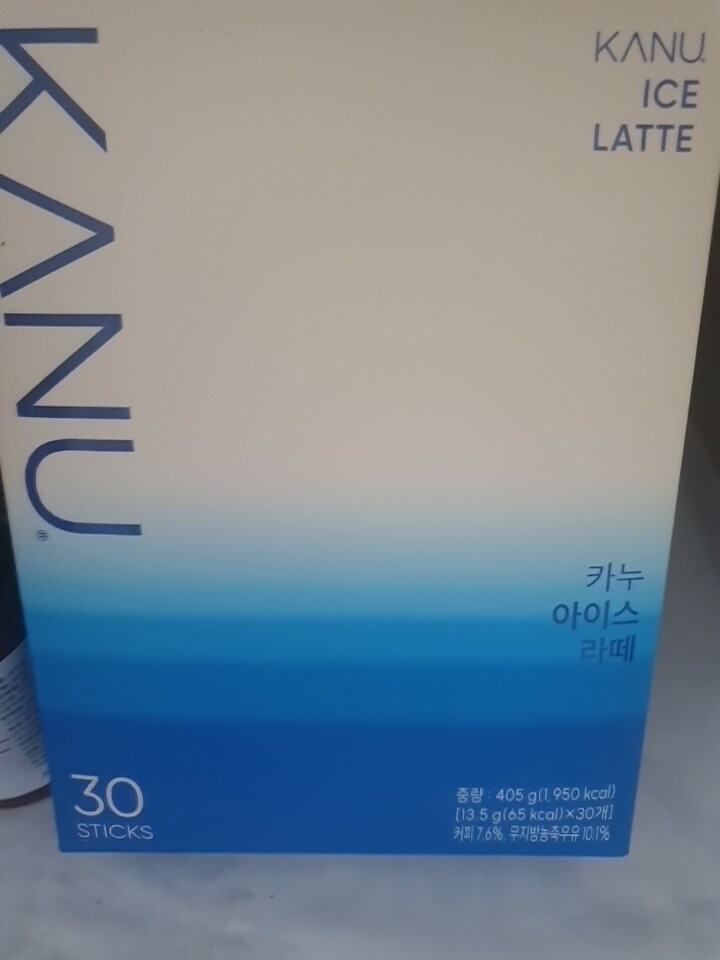 KANU®
KANU®
ICE
LATTE
카누
아이스
라떼
30
STICKS
중량 : 405 g(1,950 kcal)
[13.5 g(65 kcal)×30개]
커피 7.6%, 무지방농축우유 10.1%